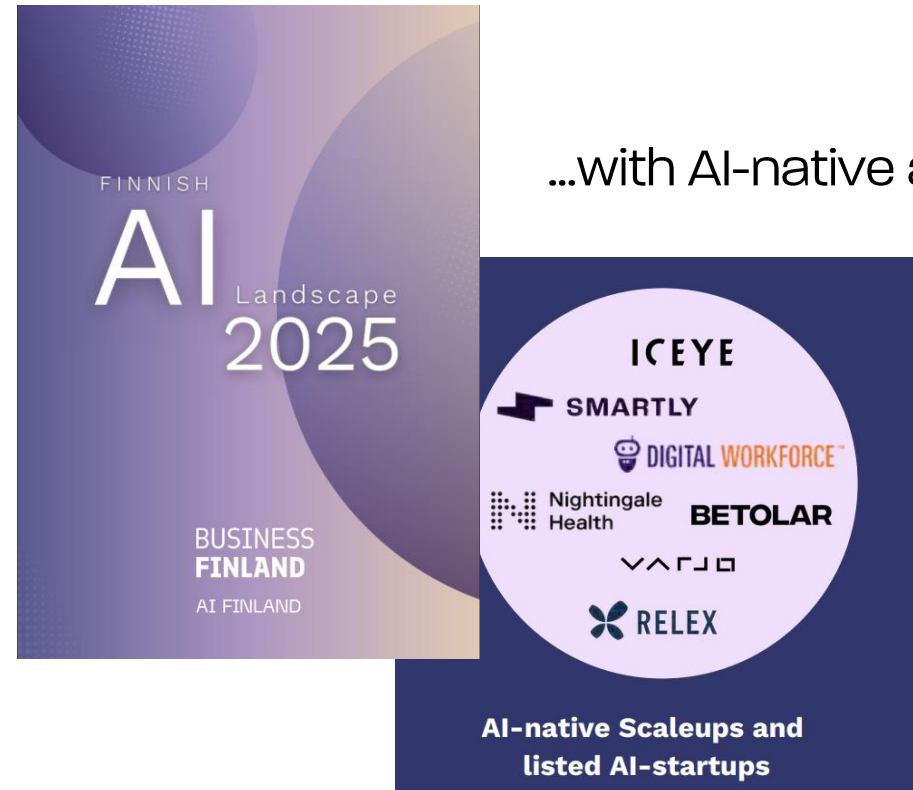 FINNISH
AI
Landscape
2025
BUSINESS
FINLAND
AI FINLAND
...with AI-native
ICEYE
SMARTLY
DIGITAL WORKFORCE™
Nightingale
Health
BETOLAR
VARJO
RELEX
AI-native Scaleups and
listed AI-startups